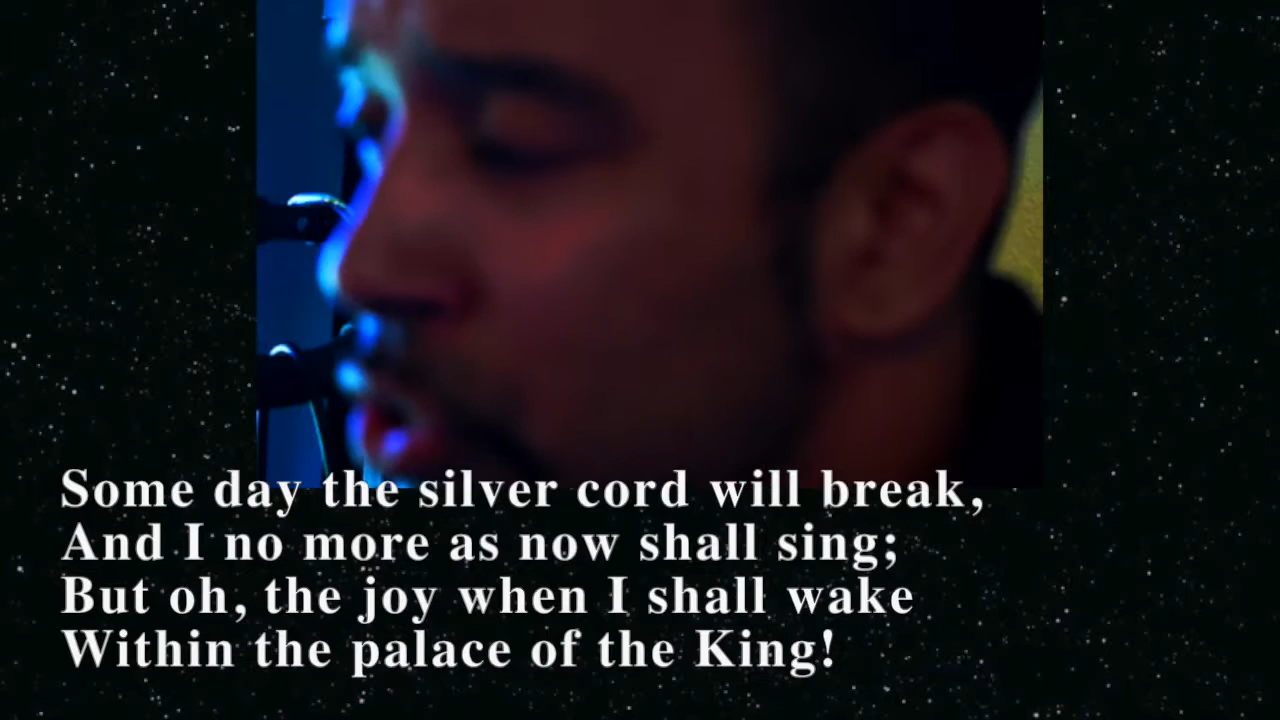 Some day the silver cord will break,
And I no more as now shall sing;
But oh, the joy when I shall wake
Within the palace of the King!